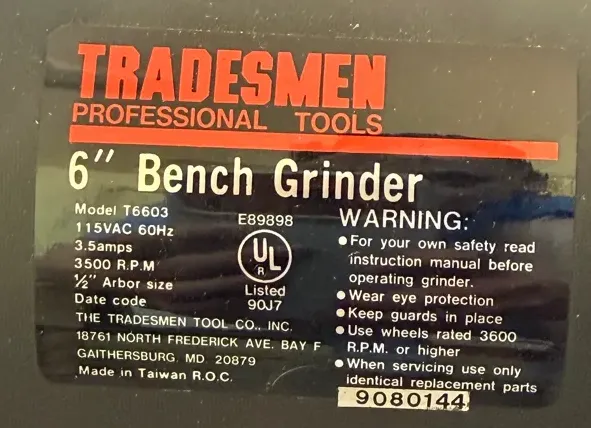 TRADESMEN
PROFESSIONAL TOOLS
6" Bench Grinder
Model T6603
115VAC 60Hz
3.5amps
3500 R.P.M
½" Arbor size
Date code
E89898
UL
R
Listed
90J7
THE TRADESMEN TOOL CO., INC.
18761 NORTH FREDERICK AVE. BAY F
GAITHERSBURG, MD. 20879
Made in Taiwan R.O.C.
WARNING:
•For your own safety read
instruction manual before
operating grinder.
•Wear eye protection
•Keep guards in place
•Use wheels rated 3600
R.P.M. or higher
•When servicing use only
identical replacement parts
9080144